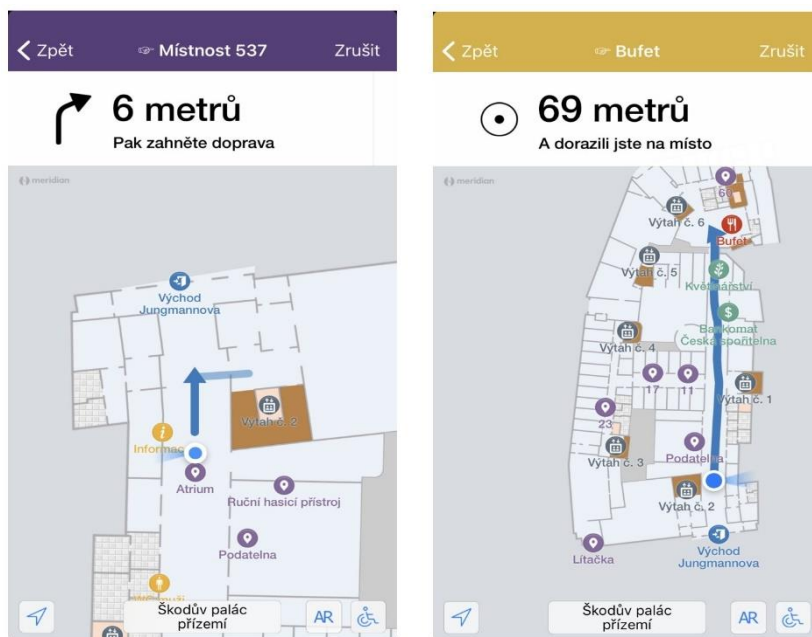 Zpět
☞ Místnost 537
Zrušit
6 metrů
Pak zahněte doprava
meridian
Východ
Jungmannova
Výtah č. 2
Atrium
Ruční hasicí přístroj
Podatelna
Škodův palác
přízemí
AR
Zpět
☞ Bufet
Zrušit
69 metrů
A dorazili jste na místo
meridian
Výtah č. 6
Bufet
Výtah č. 5
Květinářství
Bankomat
Česká spořitelna
Výtah č. 4
17
11
Výtah č. 1
23
Podatelna
Výtah č. 3
Výtah č. 2
Východ
Jungmannova
Lítačka
Škodův palác
přízemí
AR